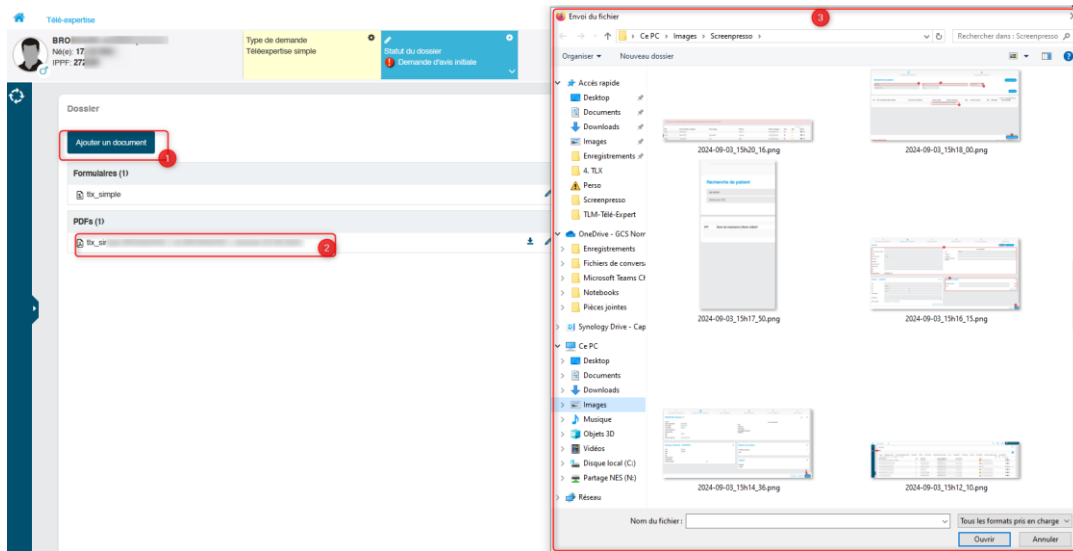 Télé-expertise
BRO
Né(e): 17
IPPF: 272
Type de demande
Téléexpertise simple
Statut du dossier
Demande d'avis initiale
Dossier
Ajouter un document
1
Formulaires (1)
tlx_simple
PDFs (1)
tlx_sir
2
Envoi du fichier
3
Ce PC > Images > Screenpresso >
Rechercher dans : Screenpresso
Organiser
Nouveau dossier
Accès rapide
Desktop
Documents
Downloads
Images
Enregistrements
4. TLX
Perso
Screenpresso
TLM-Télé-Expert
OneDrive - GCS Norr
Enregistrements
Fichiers de convers
Microsoft Teams Ch
Notebooks
Pièces jointes
Synology Drive - Cap
Ce PC
Desktop
Documents
Downloads
Images
Musique
Objets 3D
Vidéos
Disque local (C:)
Partage NES (N:)
Réseau
2024-09-03_15h20_16.png
2024-09-03_15h18_00.png
Recherche de patient
2024-09-03_15h17_50.png
2024-09-03_15h16_15.png
2024-09-03_15h14_36.png
2024-09-03_15h12_10.png
Nom du fichier :
Tous les formats pris en charge
Ouvrir
Annuler